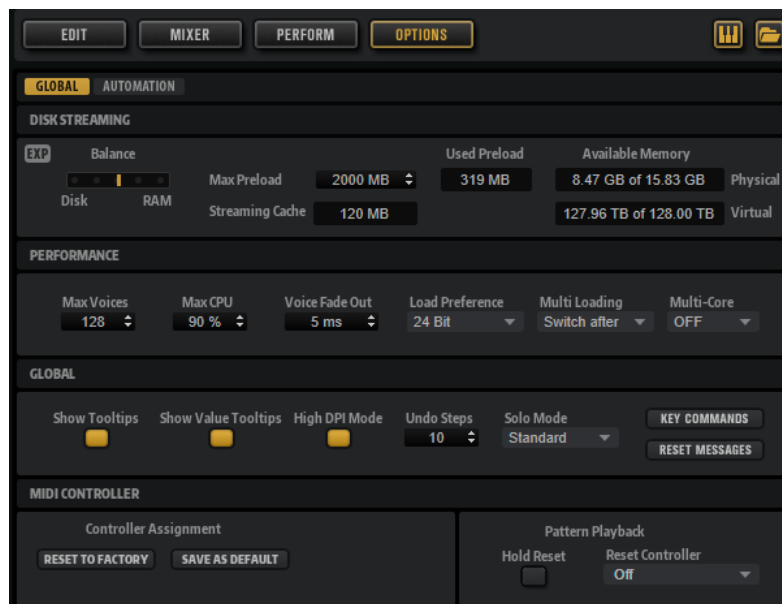 EDIT MIXER PERFORM OPTIONS
GLOBAL AUTOMATION
DISK STREAMING
EXP Balance Used Preload Available Memory
Max Preload 2000 MB 319 MB 8.47 GB of 15.83 GB Physical
Disk RAM Streaming Cache 120 MB 127.96 TB of 128.00 TB Virtual
PERFORMANCE
Max Voices Max CPU Voice Fade Out Load Preference Multi Loading Multi-Core
128 90 % 5 ms 24 Bit Switch after OFF
GLOBAL
Show Tooltips Show Value Tooltips High DPI Mode Undo Steps Solo Mode KEY COMMANDS
10 Standard
RESET MESSAGES
MIDI CONTROLLER
Controller Assignment Pattern Playback
RESET TO FACTORY SAVE AS DEFAULT Hold Reset Reset Controller
Off